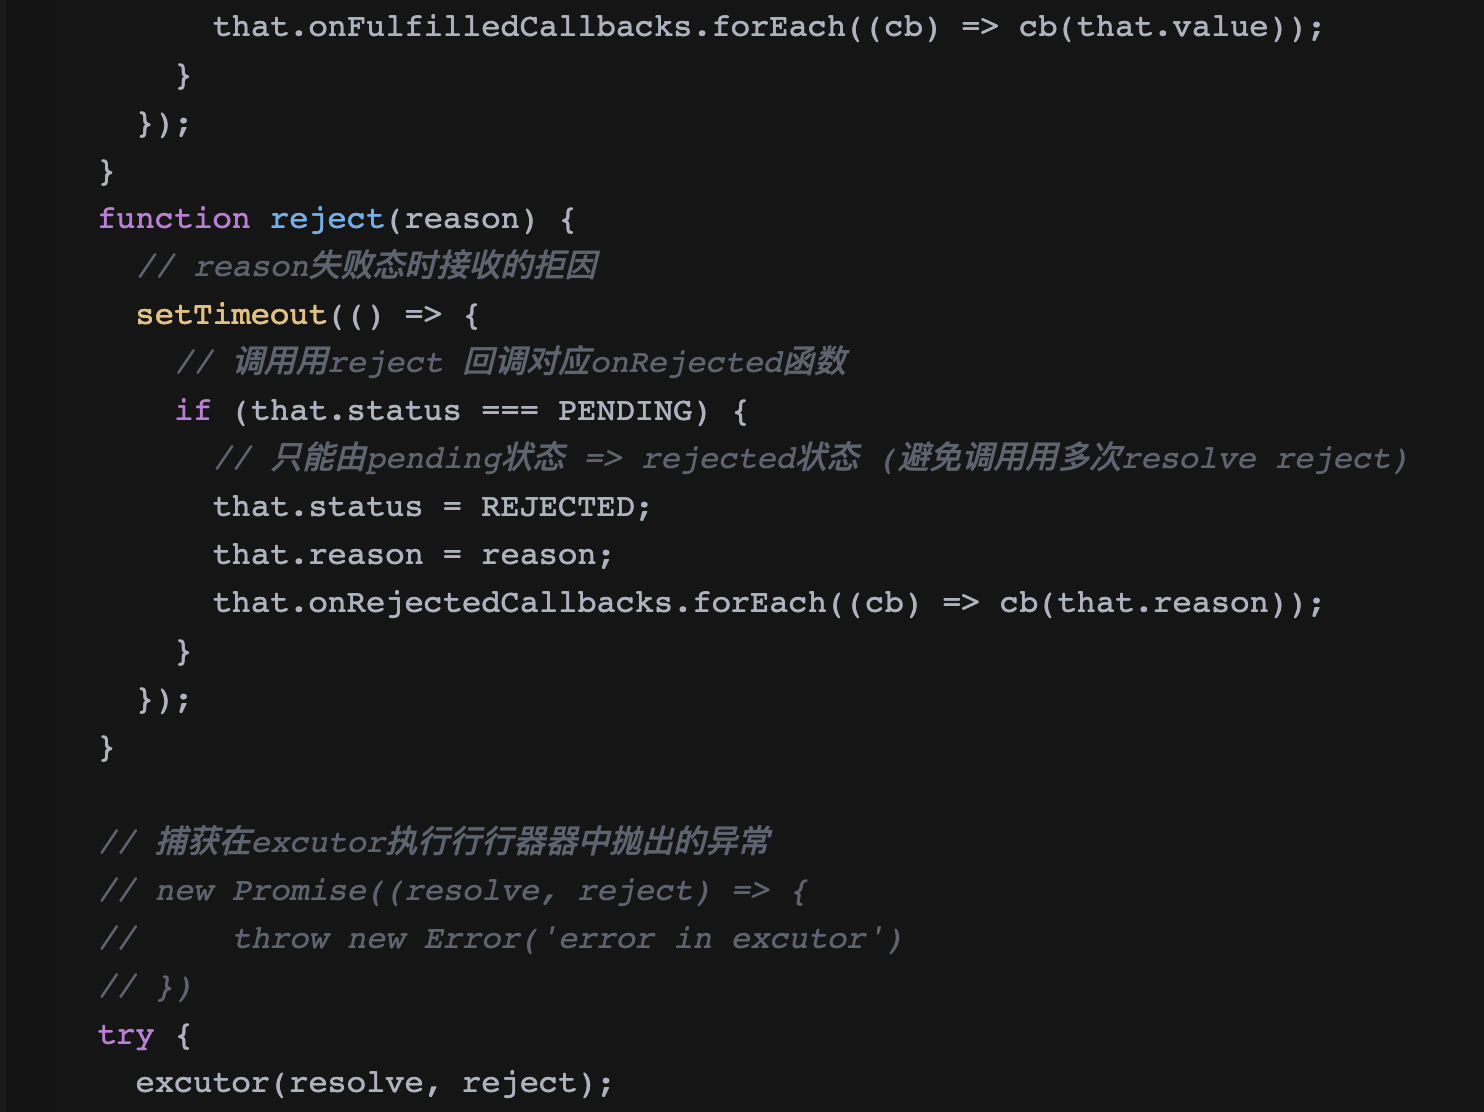 that.onFulfilledCallbacks.forEach((cb) => cb(that.value));
}
});
}
function reject(reason) {
// reason失败态时接收的拒因
setTimeout(() => {
// 调用用reject 回调对应onRejected函数
if (that.status === PENDING) {
// 只能由pending状态 => rejected状态 (避免调用用多次resolve reject)
that.status = REJECTED;
that.reason = reason;
that.onRejectedCallbacks.forEach((cb) => cb(that.reason));
}
});
}
// 捕获在excutor执行行行器器中抛出的异常
// new Promise((resolve, reject) => {
//     throw new Error('error in excutor')
// })
try {
excutor(resolve, reject);